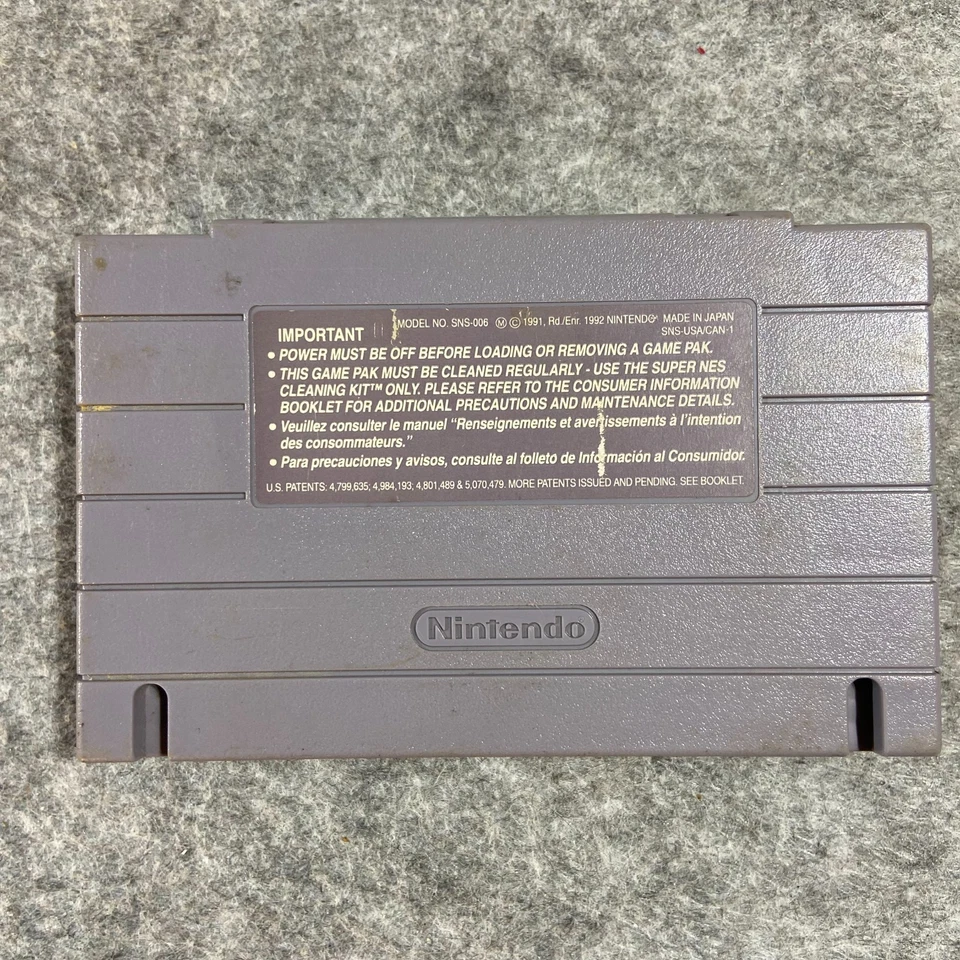 IMPORTANT MODEL NO. SNS-006 Ⓜ © 1991, Rd./Enr. 1992 NINTENDO® MADE IN JAPAN
SNS-USA/CAN-1
• POWER MUST BE OFF BEFORE LOADING OR REMOVING A GAME PAK.
• THIS GAME PAK MUST BE CLEANED REGULARLY - USE THE SUPER NES
CLEANING KIT™ ONLY. PLEASE REFER TO THE CONSUMER INFORMATION
BOOKLET FOR ADDITIONAL PRECAUTIONS AND MAINTENANCE DETAILS.
• Veuillez consulter le manuel “Renseignements et avertissements à l'intention
des consommateurs.”
• Para precauciones y avisos, consulte al folleto de Información al Consumidor.
U.S. PATENTS: 4,799,635; 4,984,193; 4,801,489 & 5,070,479. MORE PATENTS ISSUED AND PENDING. SEE BOOKLET.
Nintendo